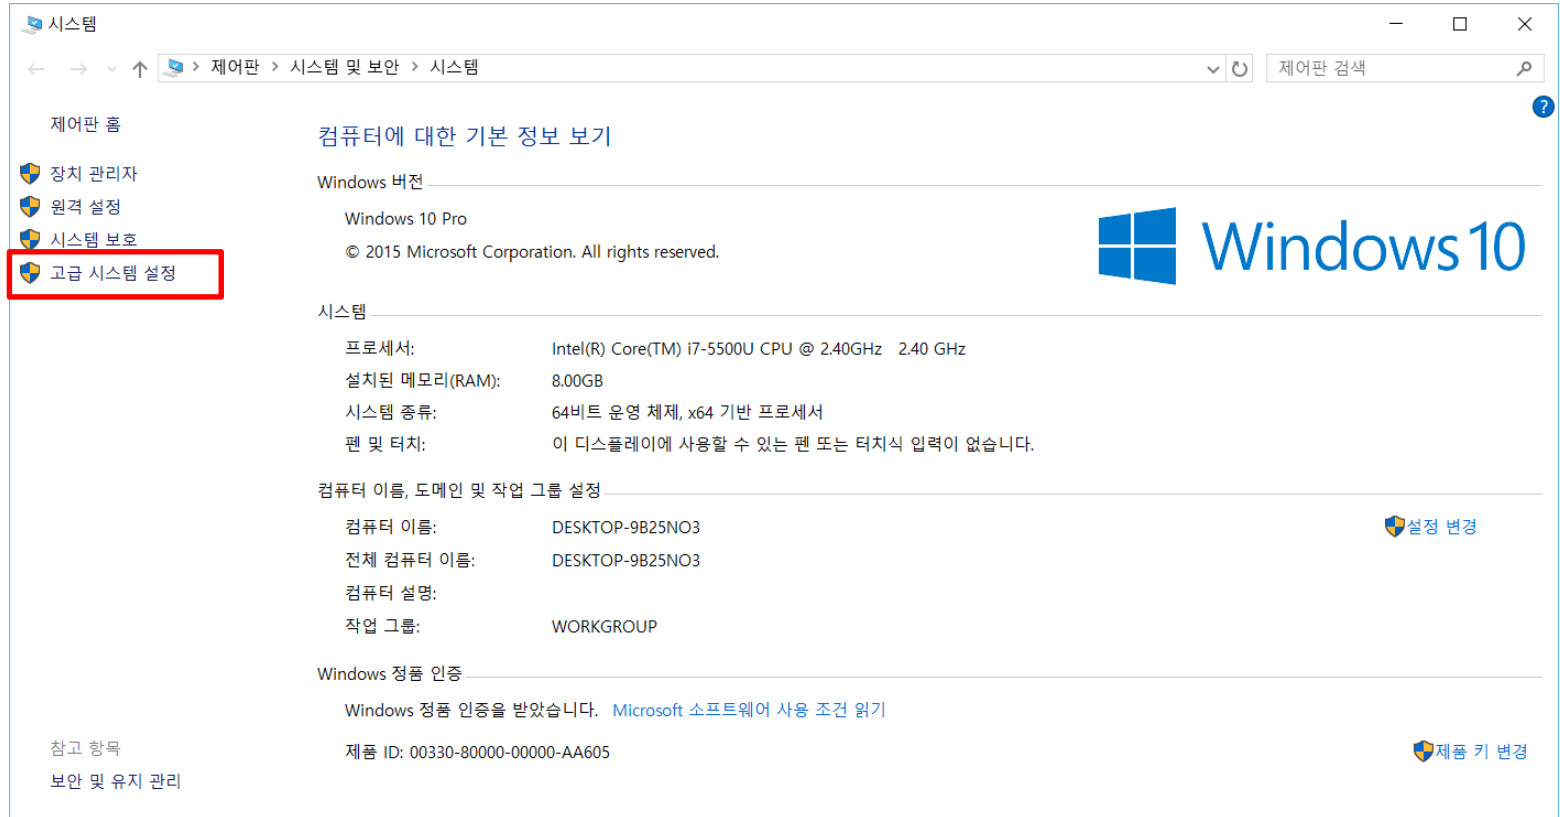 시스템
제어판 > 시스템 및 보안 > 시스템
제어판 검색
?
제어판 홈
장치 관리자
원격 설정
시스템 보호
고급 시스템 설정
컴퓨터에 대한 기본 정보 보기
Windows 버전
Windows 10 Pro
© 2015 Microsoft Corporation. All rights reserved.
Windows 10
시스템
프로세서: Intel(R) Core(TM) i7-5500U CPU @ 2.40GHz 2.40 GHz
설치된 메모리(RAM): 8.00GB
시스템 종류: 64비트 운영 체제, x64 기반 프로세서
펜 및 터치: 이 디스플레이에 사용할 수 있는 펜 또는 터치식 입력이 없습니다.
컴퓨터 이름, 도메인 및 작업 그룹 설정
컴퓨터 이름: DESKTOP-9B25NO3 설정 변경
전체 컴퓨터 이름: DESKTOP-9B25NO3
컴퓨터 설명:
작업 그룹: WORKGROUP
Windows 정품 인증
Windows 정품 인증을 받았습니다. Microsoft 소프트웨어 사용 조건 읽기
제품 ID: 00330-80000-00000-AA605 제품 키 변경
참고 항목
보안 및 유지 관리